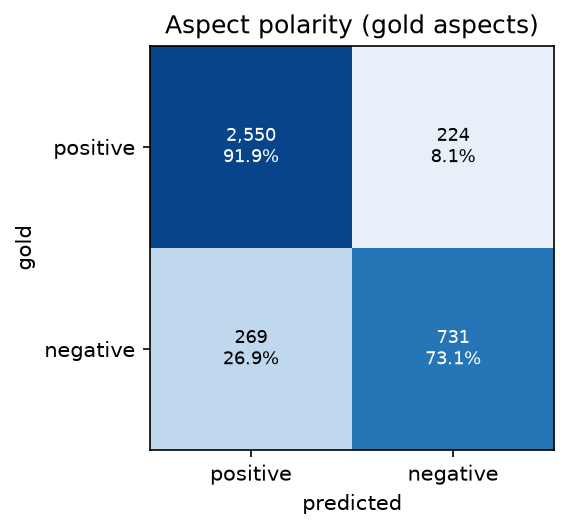 Aspect polarity (gold aspects)
positive
2,550
91.9%
224
8.1%
gold
negative
269
26.9%
731
73.1%
positive
negative
predicted